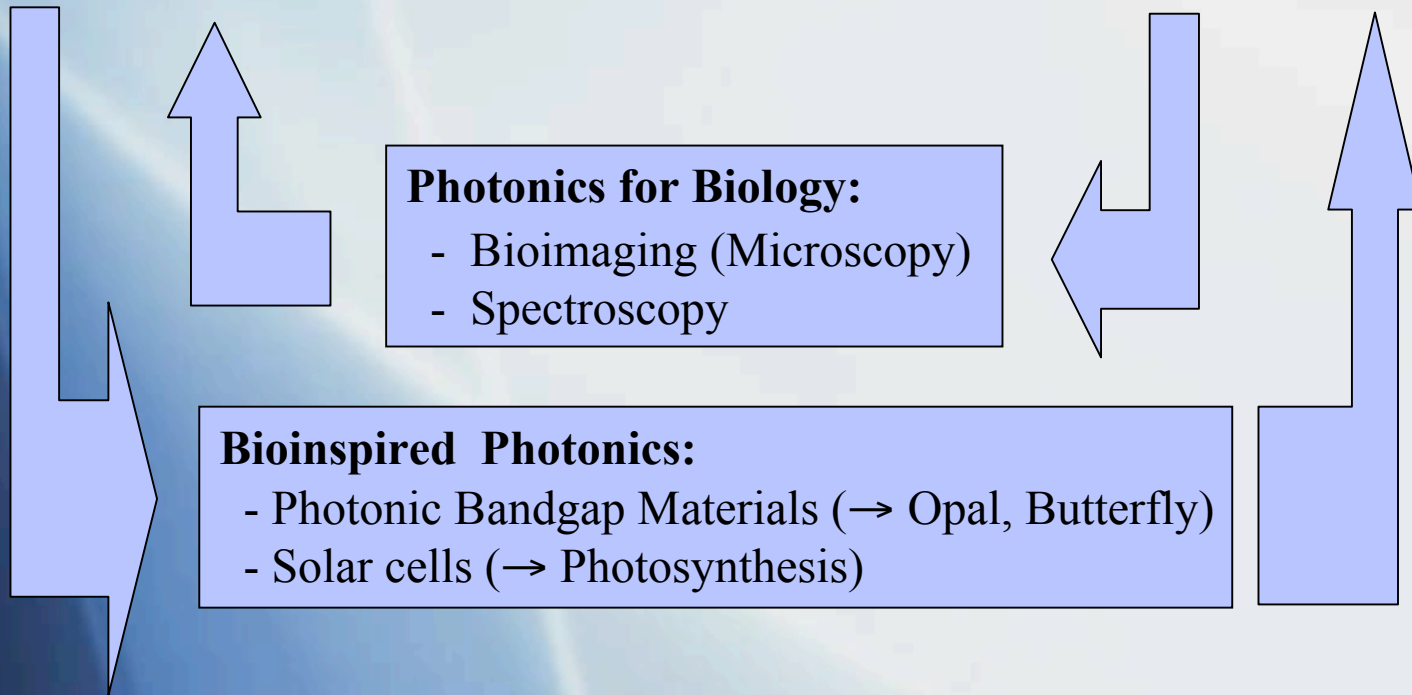 Photonics for Biology:
- Bioimaging (Microscopy)
- Spectroscopy
Bioinspired Photonics:
- Photonic Bandgap Materials (→ Opal, Butterfly)
- Solar cells (→ Photosynthesis)